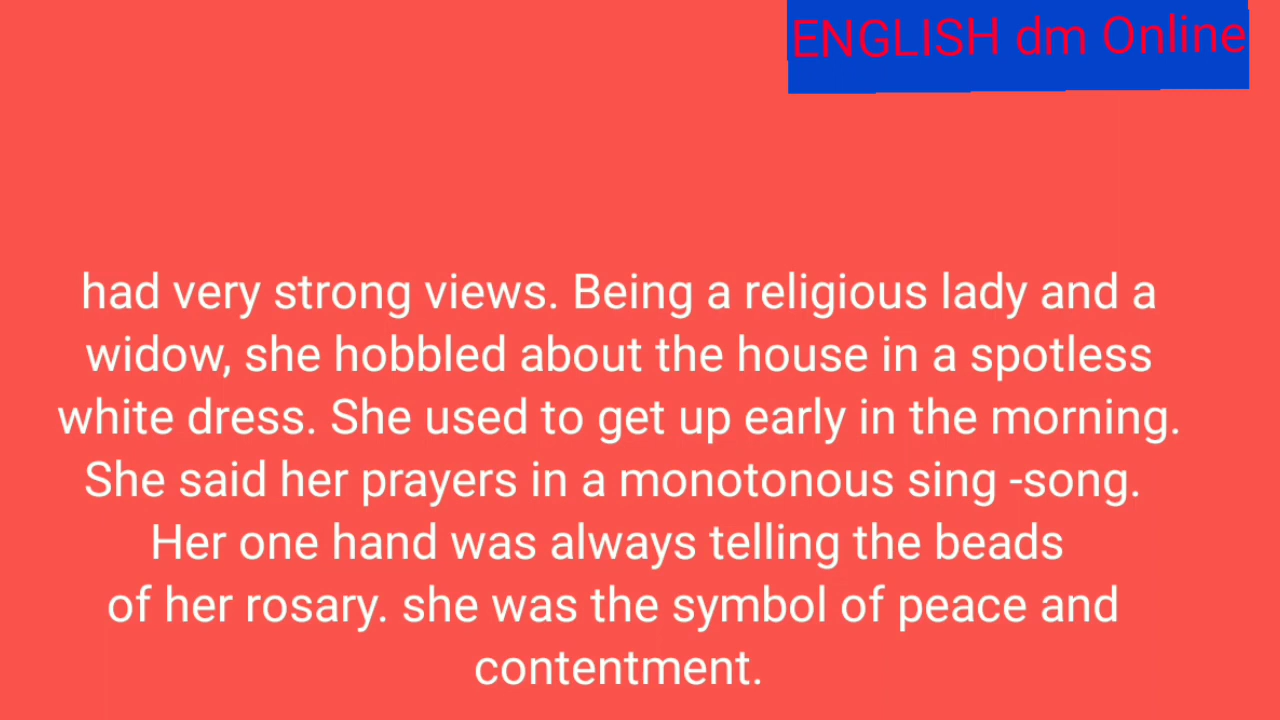 ENGLISH dm Online
had very strong views. Being a religious lady and a
widow, she hobbled about the house in a spotless
white dress. She used to get up early in the morning.
She said her prayers in a monotonous sing -song.
Her one hand was always telling the beads
of her rosary. she was the symbol of peace and
contentment.